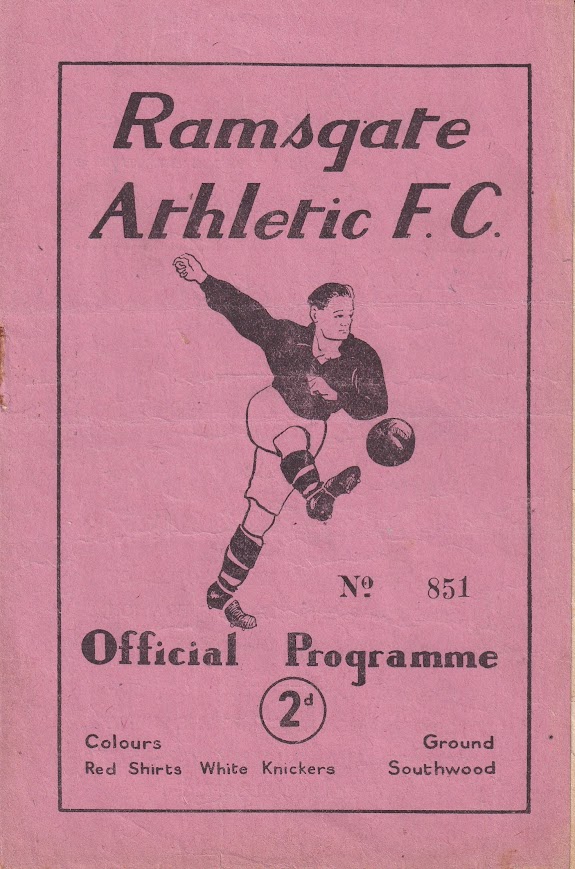 Ramsgate
Athletic F.C.
Nº 851
Official Programme
2d
Colours Ground
Red Shirts White Knickers Southwood